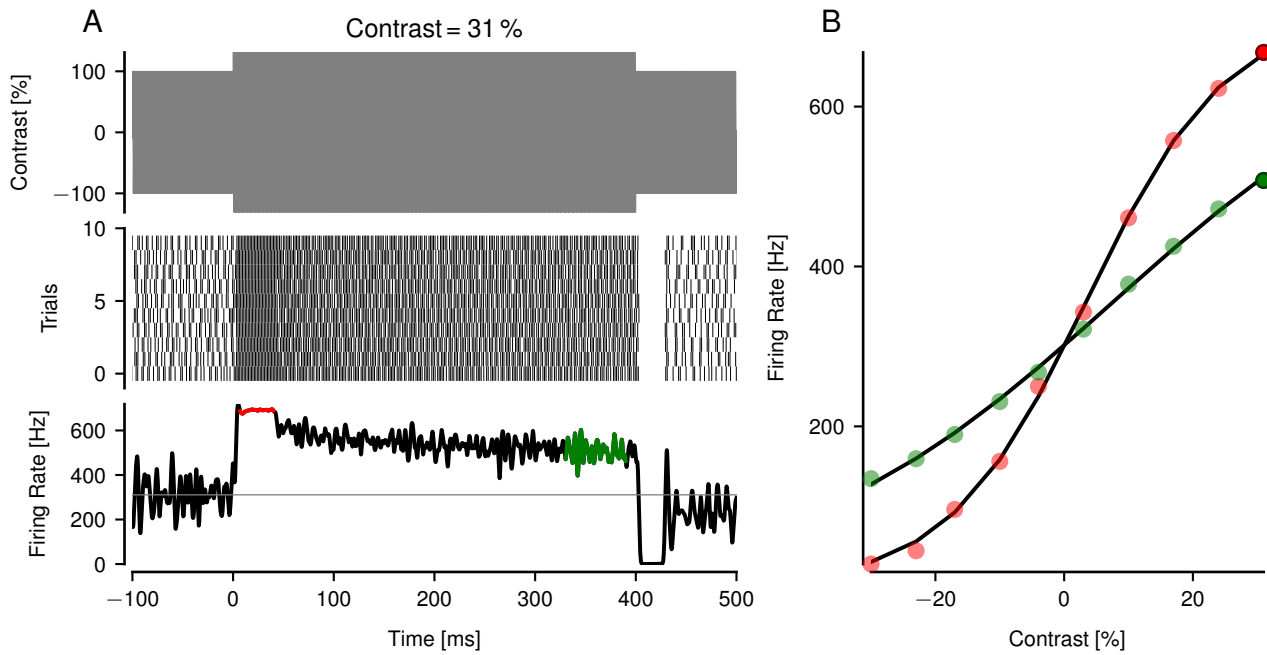 A
Contrast = 31 %
Contrast [%]
100
0
−100
Trials
10
5
0
Firing Rate [Hz]
600
400
200
0
−100
0
100
200
300
400
500
Time [ms]
B
Firing Rate [Hz]
600
400
200
−20
0
20
Contrast [%]